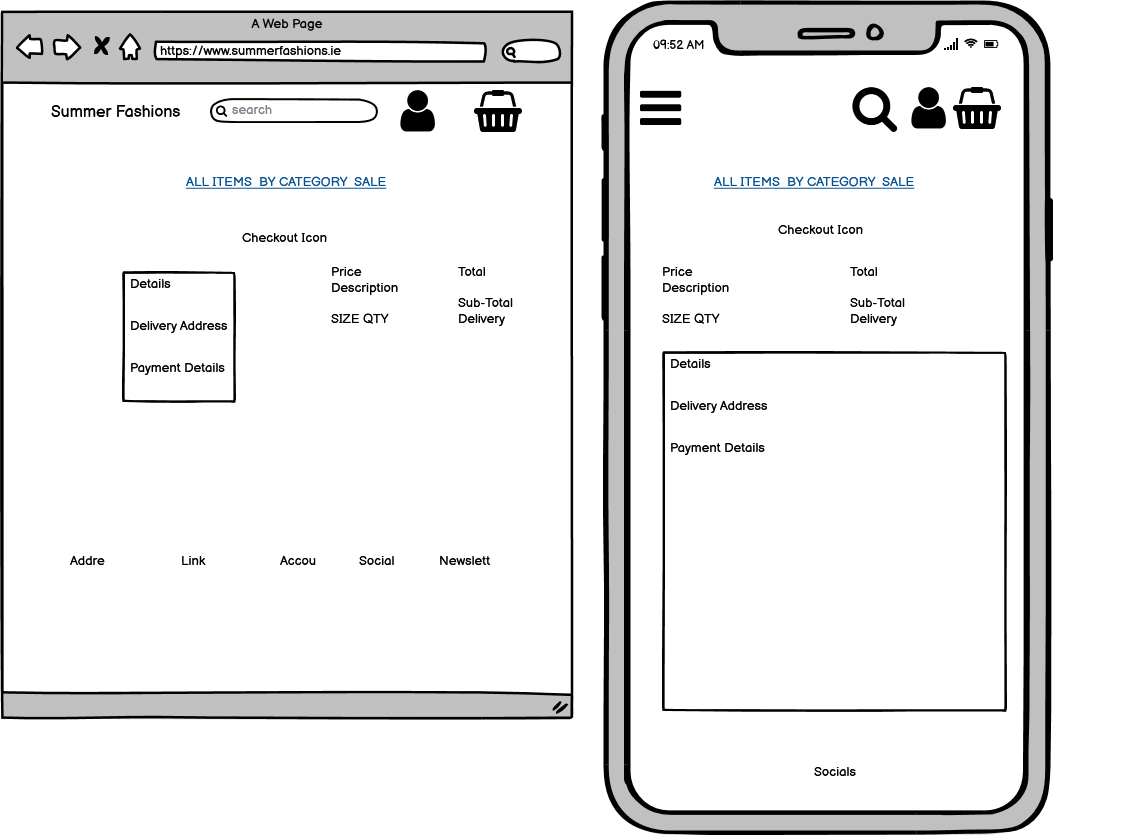 A Web Page
https://www.summerfashions.ie
Summer Fashions
search
ALL ITEMS BY CATEGORY SALE
Checkout Icon
Details
Delivery Address
Payment Details
Price
Description
SIZE QTY
Total
Sub-Total
Delivery
Addre
Link
Accou
Social
Newslett
09:52 AM
ALL ITEMS BY CATEGORY SALE
Checkout Icon
Price
Description
SIZE QTY
Total
Sub-Total
Delivery
Details
Delivery Address
Payment Details
Socials